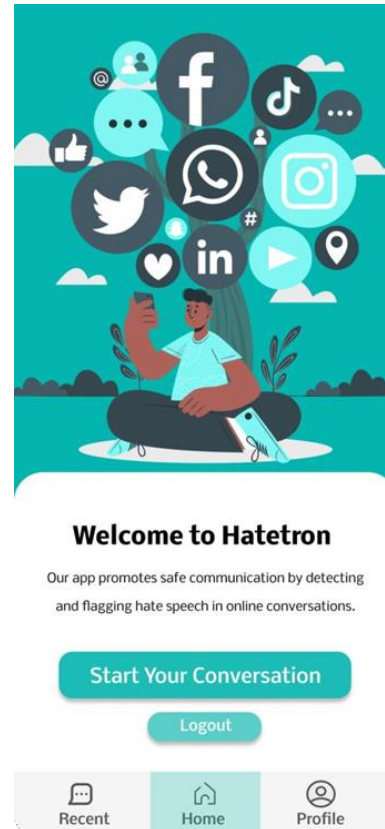 @
f
#
in
Welcome to Hatetron
Our app promotes safe communication by detecting
and flagging hate speech in online conversations.
Start Your Conversation
Logout
Recent
Home
Profile